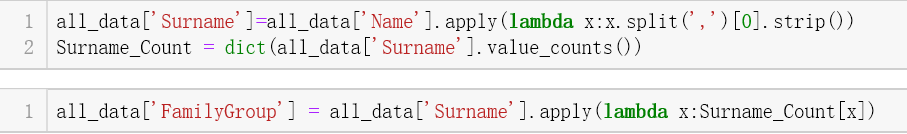 1 all_data['Surname']=all_data['Name'].apply(lambda x:x.split(',')[0].strip())
2 Surname_Count = dict(all_data['Surname'].value_counts())
1 all_data['FamilyGroup'] = all_data['Surname'].apply(lambda x:Surname_Count[x])